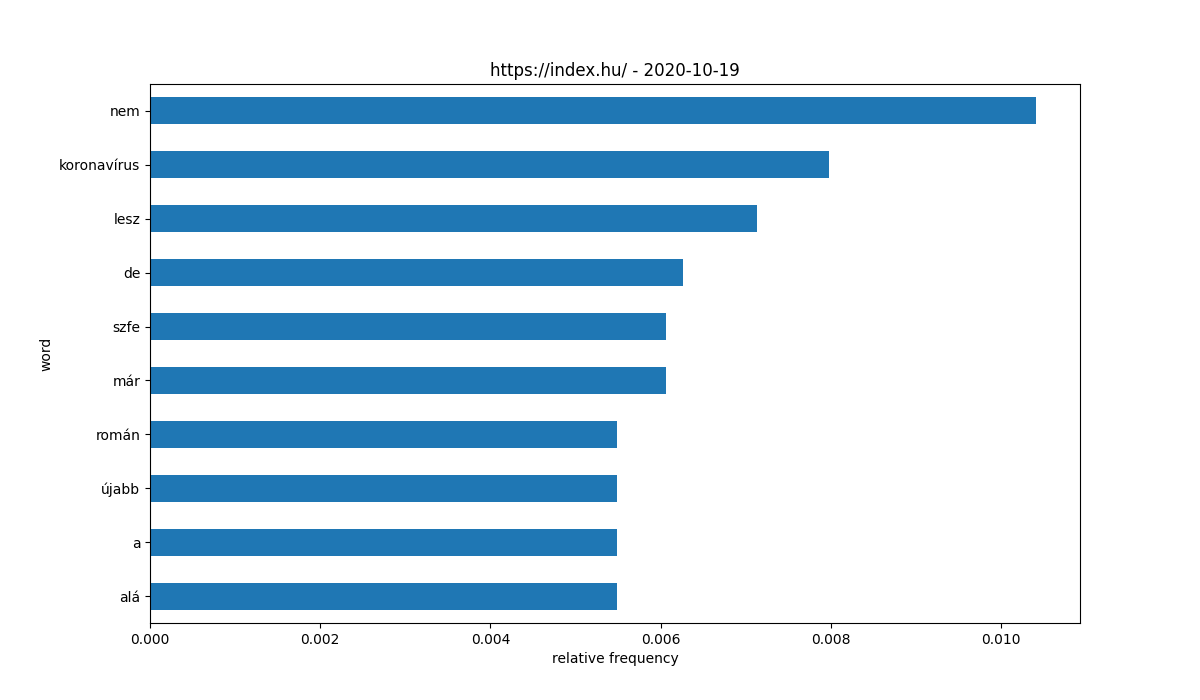 https://index.hu/ - 2020-10-19
nem
koronavírus
lesz
de
szfe
már
román
újabb
a
alá
word
0.000 0.002 0.004 0.006 0.008 0.010
relative frequency